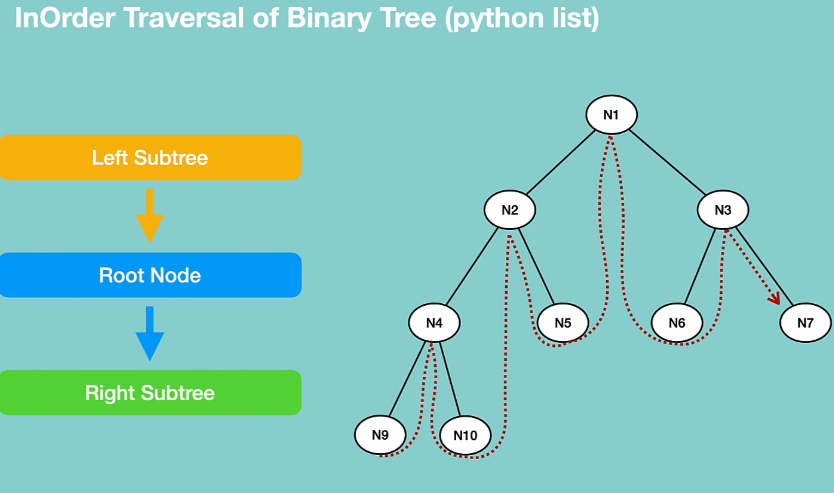 InOrder Traversal of Binary Tree (python list)
Left Subtree
Root Node
Right Subtree
N1
N2
N3
N4
N5
N6
N7
N9
N10